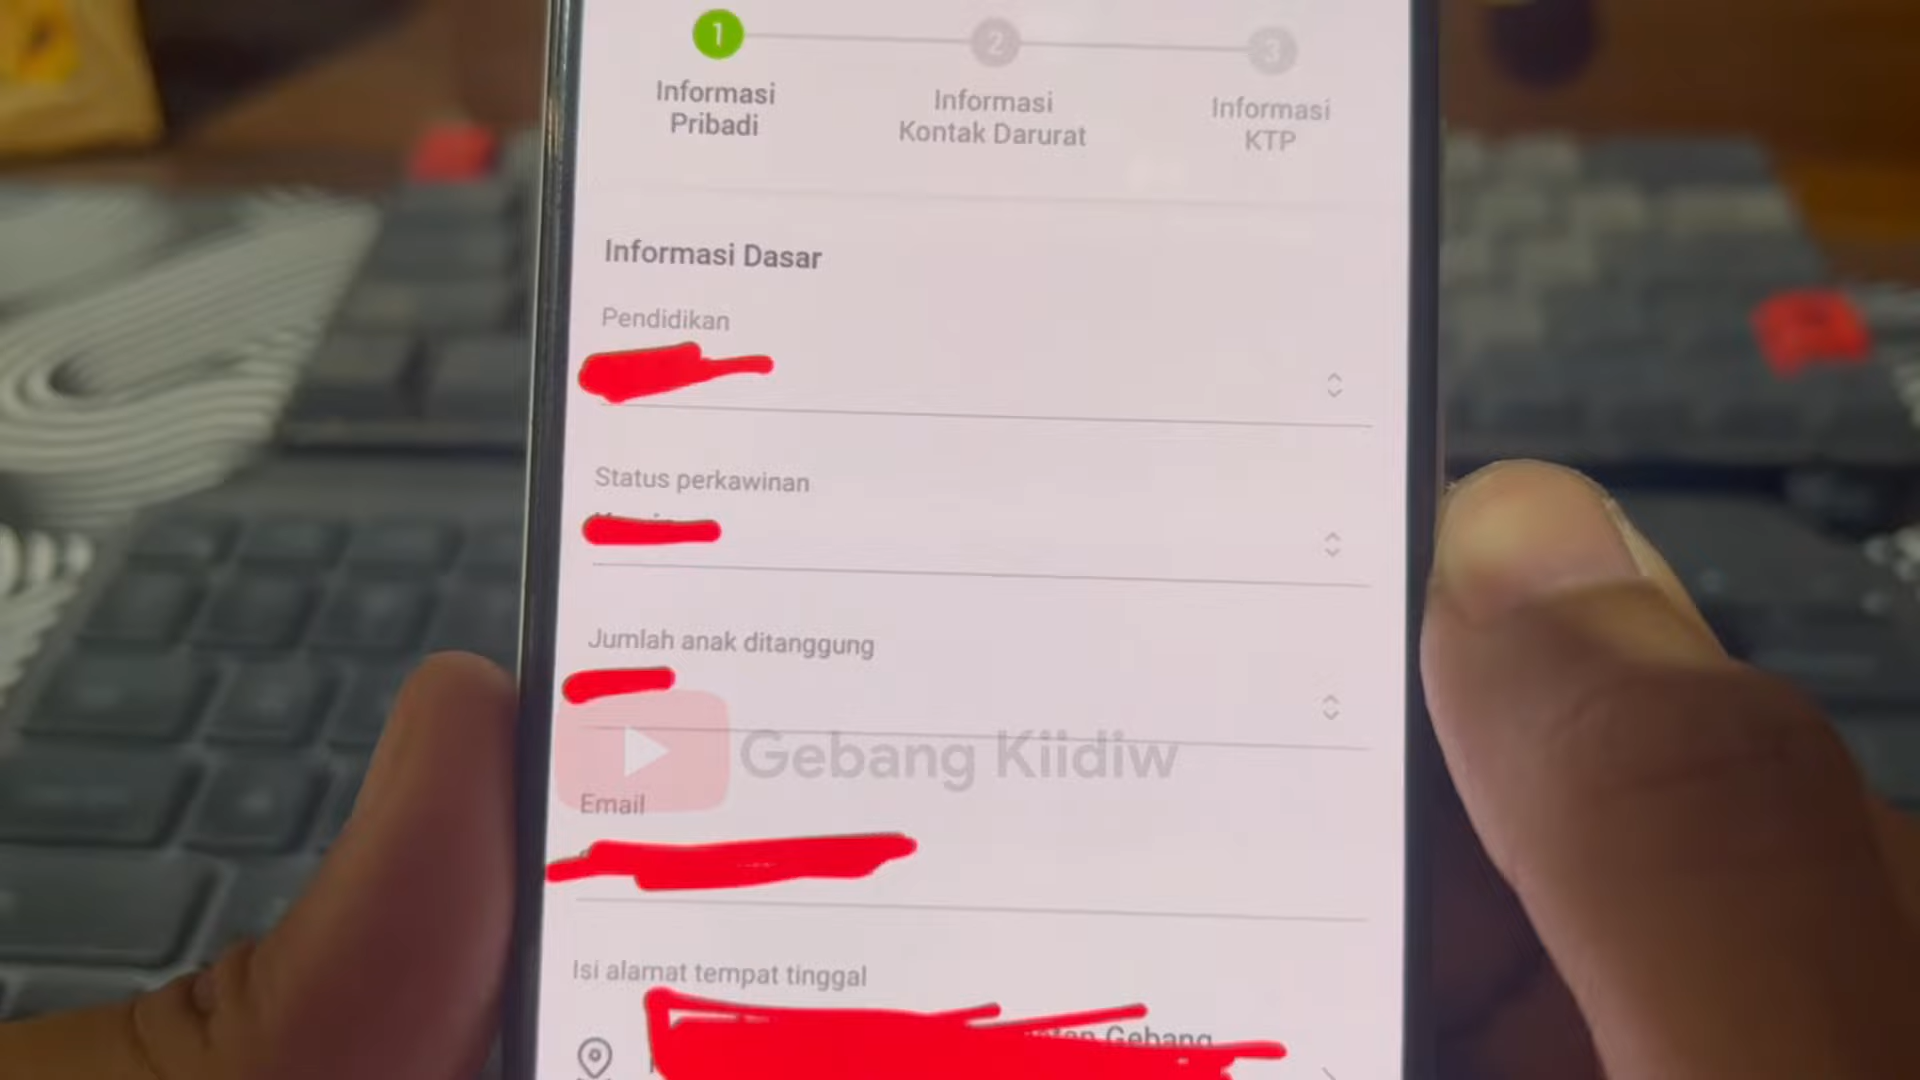 1
2
3
Informasi
Pribadi
Informasi
Kontak Darurat
Informasi
KTP
Informasi Dasar
Pendidikan
Status perkawinan
Jumlah anak ditanggung
Gebang Kiidiw
Email
Isi alamat tempat tinggal
Gebang